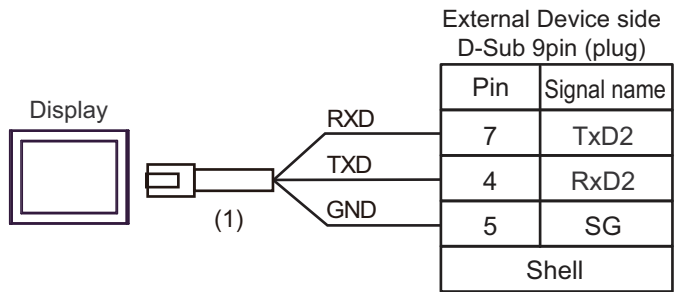 External Device side
D-Sub 9pin (plug)
Pin Signal name
Display
RXD 7 TxD2
TXD 4 RxD2
(1)
GND 5 SG
Shell